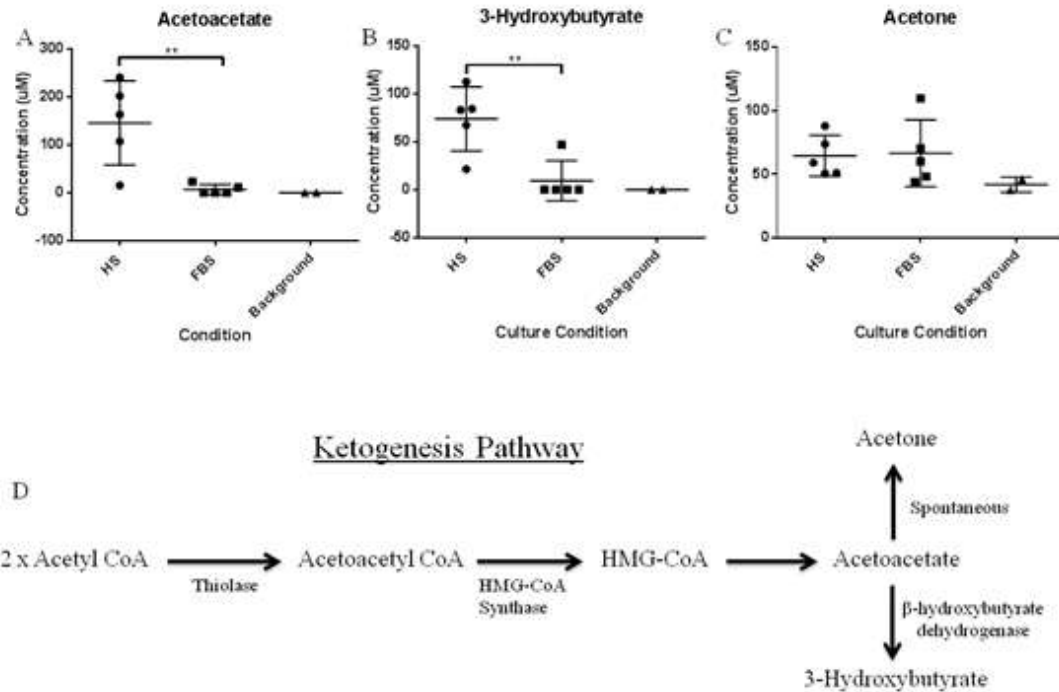 A
Acetoacetate
Concentration (uM)
300
200
100
0
-100
**
HS
FBS
Background
Condition
B
3-Hydroxybutyrate
Concentration (uM)
150
100
50
0
-50
**
HS
FBS
Background
Culture Condition
C
Acetone
Concentration (uM)
150
100
50
0
HS
FBS
Background
Culture Condition
Ketogenesis Pathway
D
2 x Acetyl CoA
Thiolase
Acetoacetyl CoA
HMG-CoA
Synthase
HMG-CoA
Acetoacetate
Acetone
Spontaneous
β-hydroxybutyrate
dehydrogenase
3-Hydroxybutyrate